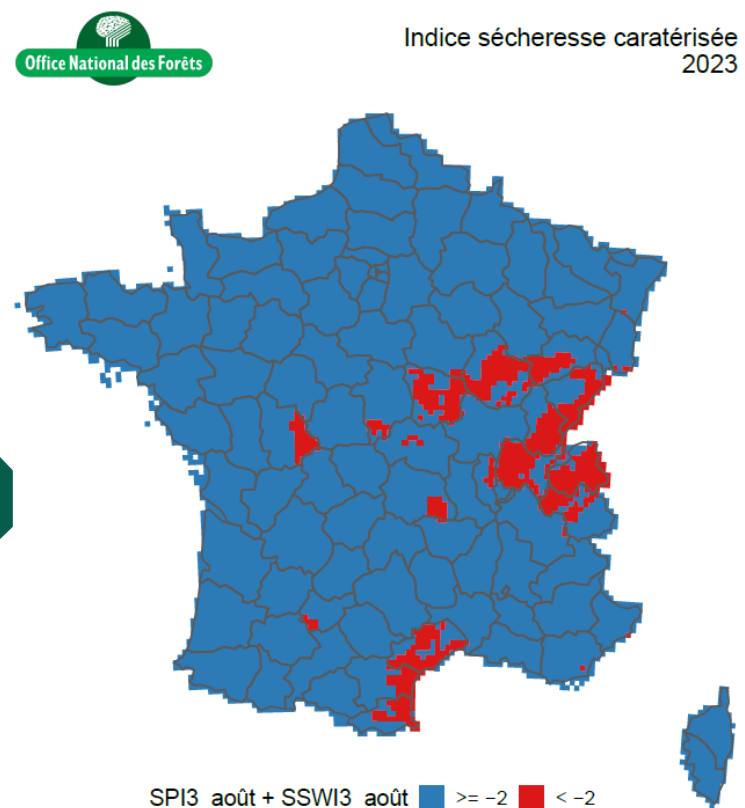 Office National des Forêts
Indice sécheresse caratérisée
2023
SPI3 août + SSWI3 août >= −2 < −2